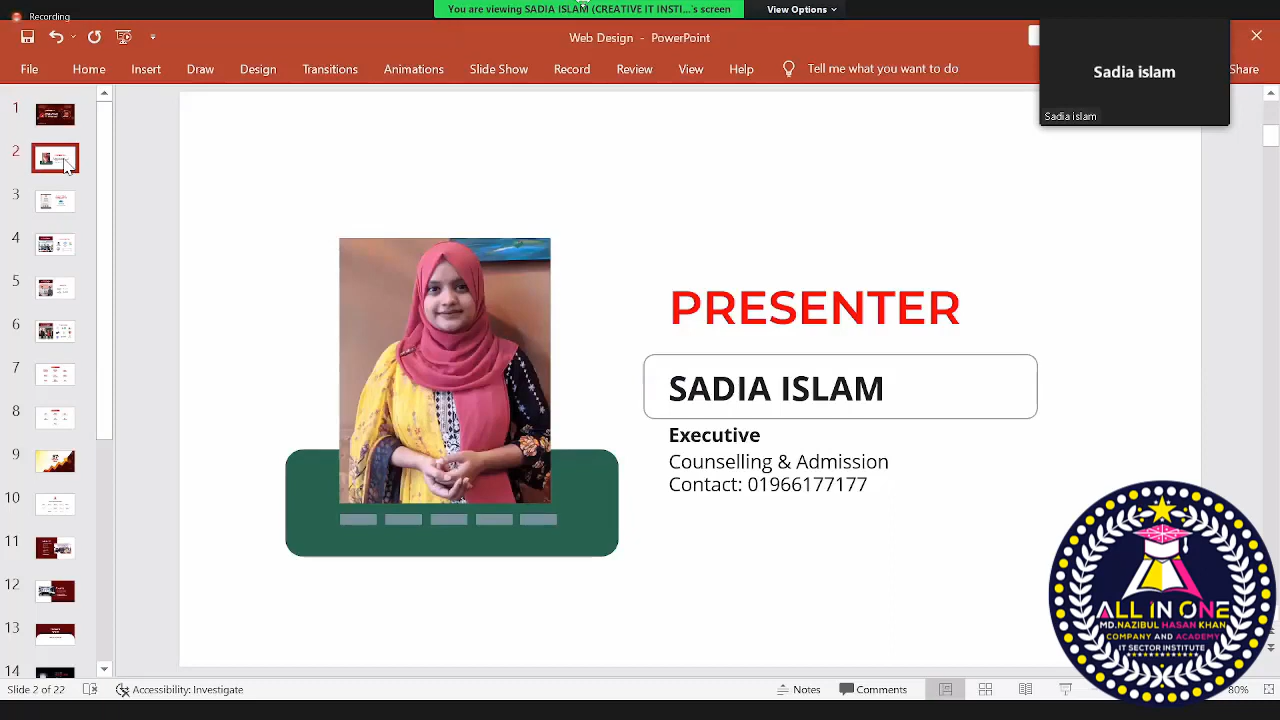 Recording
You are viewing SADIA ISLAM (CREATIVE IT INSTI...'s screen
View Options
Web Design - PowerPoint
File Home Insert Draw Design Slide Show Transitions Animations Record Review View Help Tell me what you want to do Share
Sadia islam
Sadia islam
1
2
3
4
5
6
7
8
10
11
12
13
14
PRESENTER
SADIA ISLAM
Executive
Counselling & Admission
Contact: 01966177177
ALL IN ONE
MD.NAZIBUL HASAN KHAN
COMPANY AND ACADEMY
IT SECTOR INSTITUTE
Slide 2 of 22
Accessibility: Investigate
Notes
Comments
80%